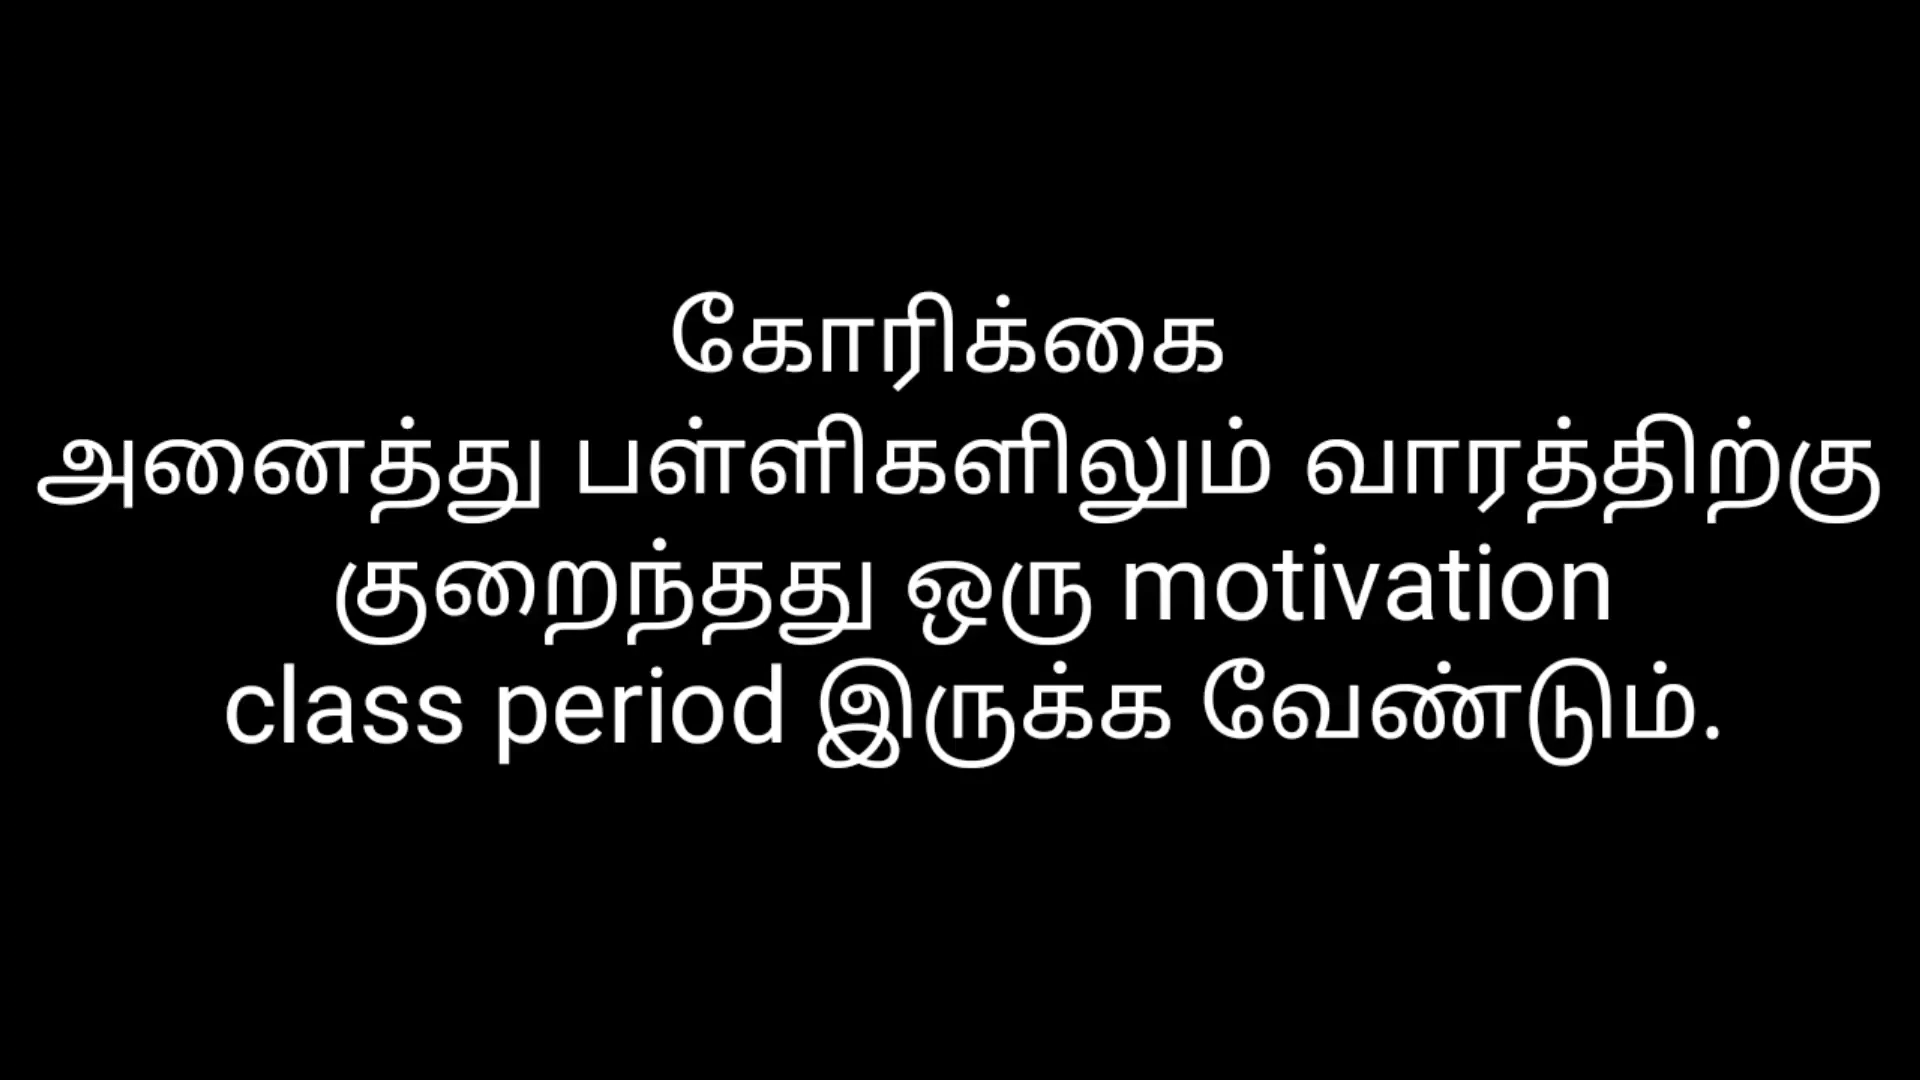 கோரிக்கை
அனைத்து பள்ளிகளிலும் வாரத்திற்கு
குறைந்தது ஒரு motivation
class period இருக்க வேண்டும்.